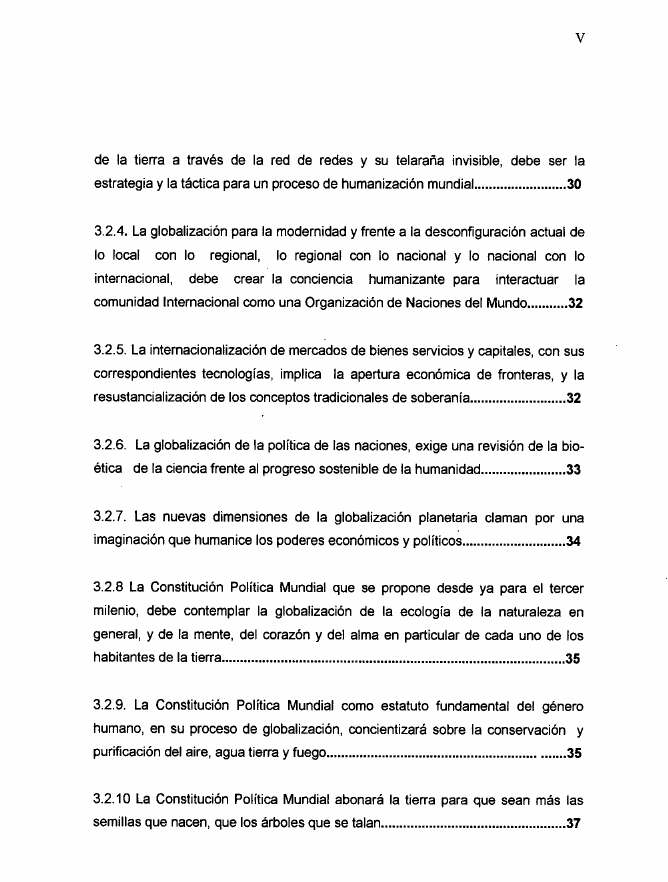 V
de la tierra a través de la red de redes y su telaraña invisible, debe ser la
estrategia y la táctica para un proceso de humanización mundial.........................30
3.2.4. La globalización para la modernidad y frente a la desconfiguración actual de
lo local con lo regional, lo regional con lo nacional y lo nacional con lo
internacional, debe crear la conciencia humanizante para interactuar la
comunidad Internacional como una Organización de Naciones del Mundo...........32
3.2.5. La internacionalización de mercados de bienes servicios y capitales, con sus
correspondientes tecnologías, implica la apertura económica de fronteras, y la
resustancialización de los conceptos tradicionales de soberanía..........................32
3.2.6. La globalización de la política de las naciones, exige una revisión de la bio-
ética de la ciencia frente al progreso sostenible de la humanidad.......................33
3.2.7. Las nuevas dimensiones de la globalización planetaria claman por una
imaginación que humanice los poderes económicos y políticos............................34
3.2.8 La Constitución Política Mundial que se propone desde ya para el tercer
milenio, debe contemplar la globalización de la ecología de la naturaleza en
general, y de la mente, del corazón y del alma en particular de cada uno de los
habitantes de la tierra.............................................................................................35
3.2.9. La Constitución Política Mundial como estatuto fundamental del género
humano, en su proceso de globalización, concientizará sobre la conservación y
purificación del aire, agua tierra y fuego......................................................... .......35
3.2.10 La Constitución Política Mundial abonará la tierra para que sean más las
semillas que nacen, que los árboles que se talan..................................................37